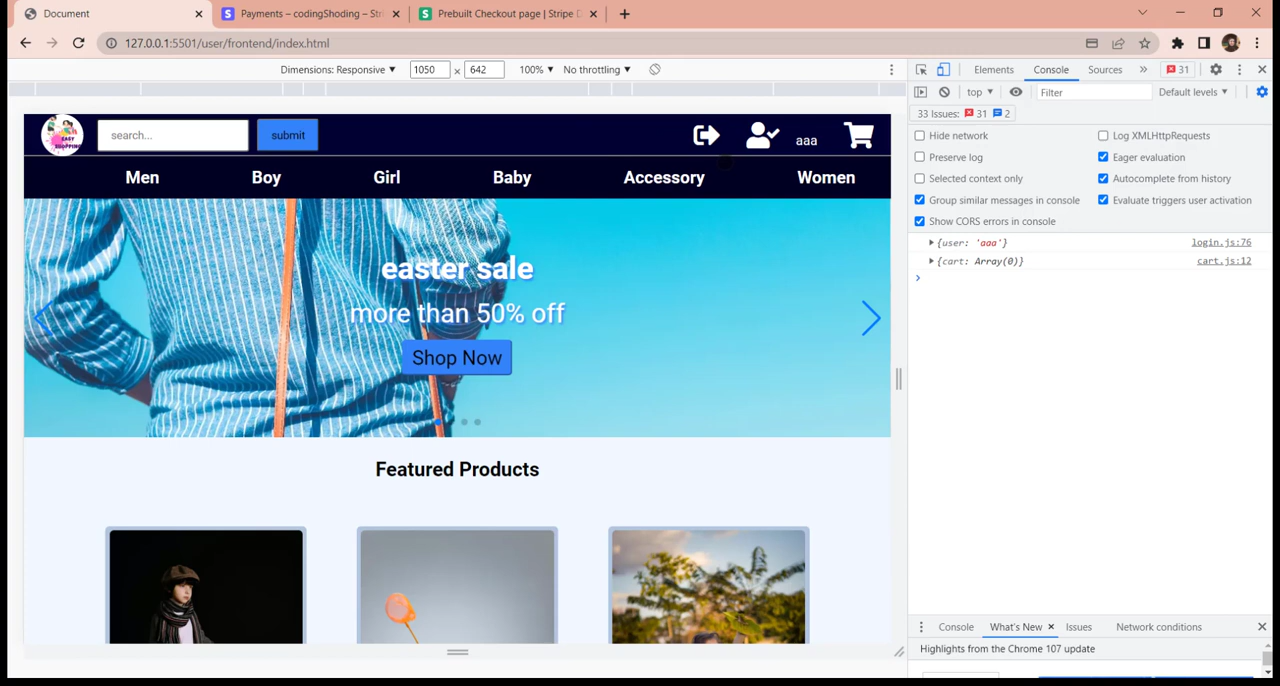 Document
Payments – codingShoding – Stri
Prebuilt Checkout page | Stripe D
127.0.0.1:5501/user/frontend/index.html
Dimensions: Responsive ▼ 1050 × 642 100% ▼ No throttling ▼
Elements Console Sources » 31
top ▼ Filter Default levels ▼
33 Issues: 31 2
Hide network Log XMLHttpRequests
Preserve log Eager evaluation
Selected context only Autocomplete from history
Group similar messages in console Evaluate triggers user activation
Show CORS errors in console
{user: 'aaa'} login.js:76
{cart: Array(0)} cart.js:12
EASY
SHOPPING
search... submit aaa
Men Boy Girl Baby Accessory Women
easter sale
more than 50% off
Shop Now
Featured Products
Console What's New Issues Network conditions
Highlights from the Chrome 107 update